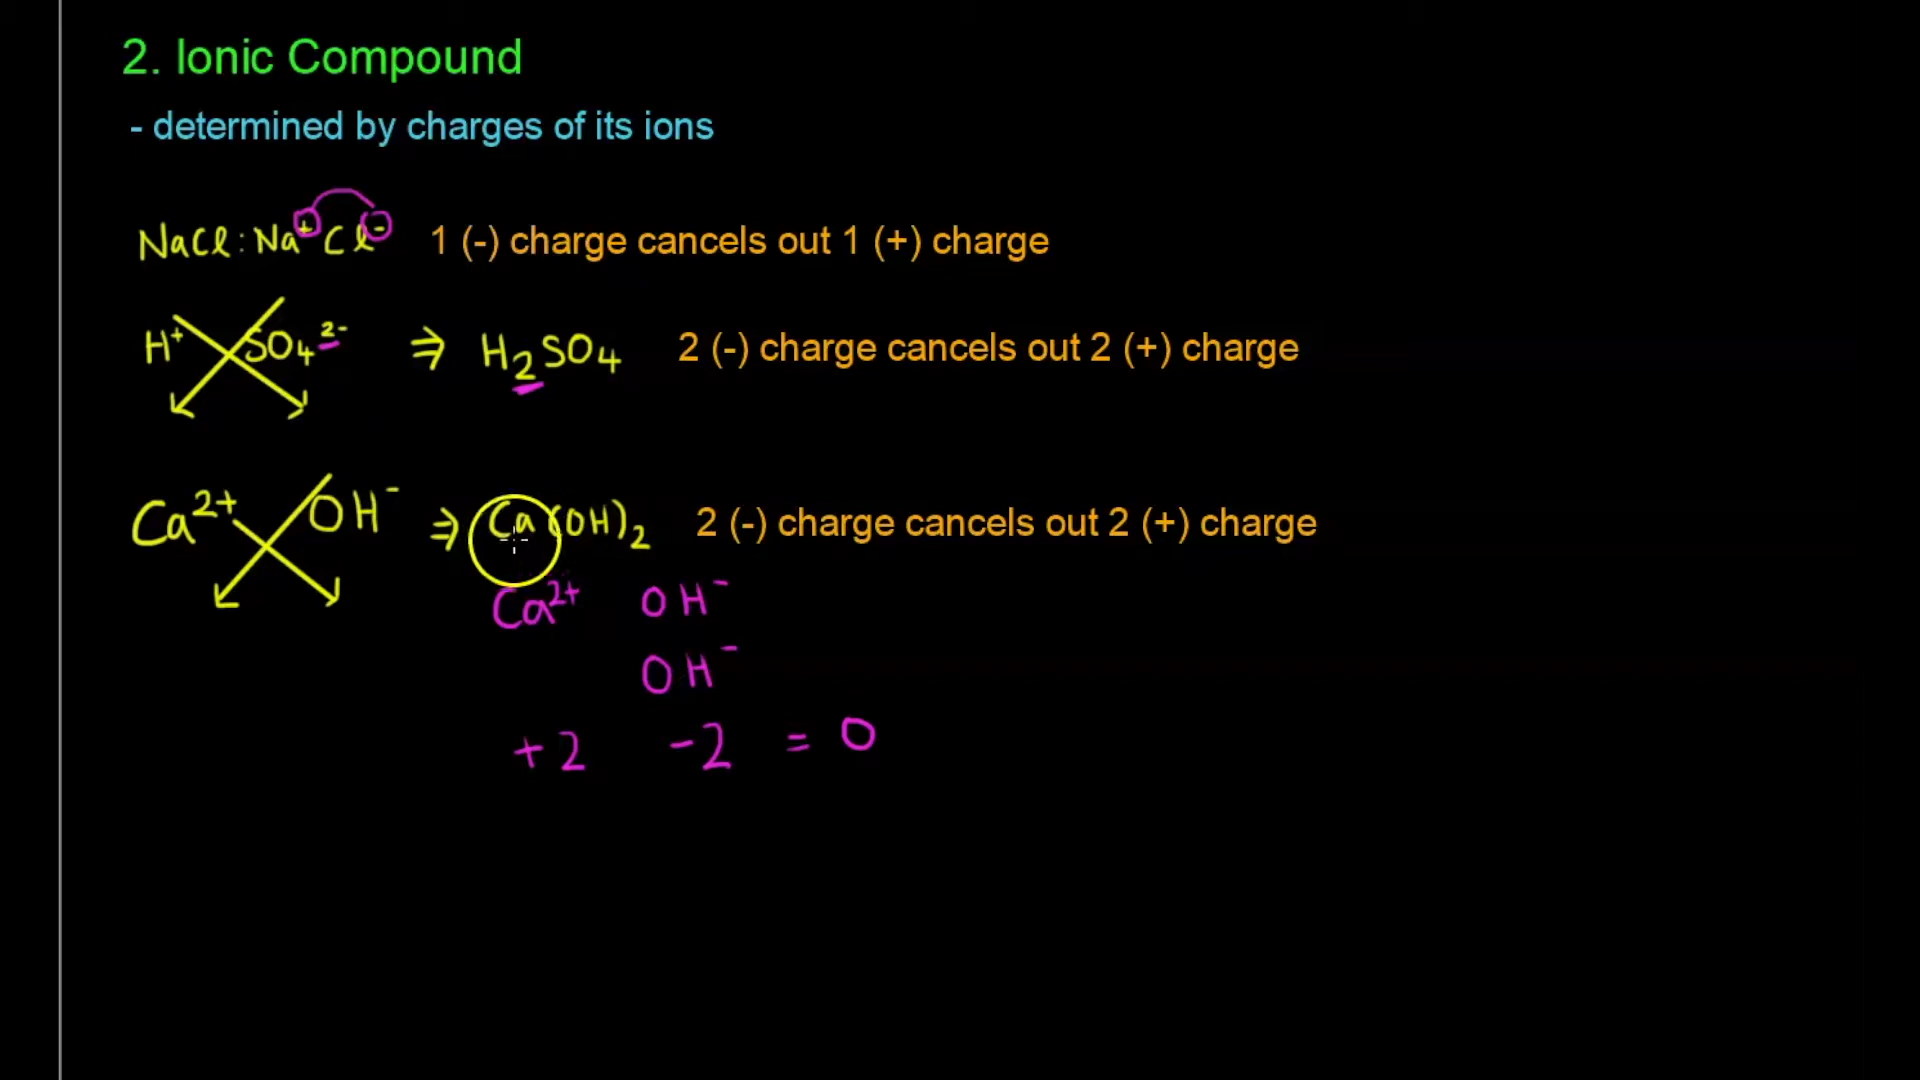 2. Ionic Compound
- determined by charges of its ions
NaCl : Na⁺ Cl⁻ 1 (-) charge cancels out 1 (+) charge
H⁺ SO₄²⁻ ⇒ H₂SO₄ 2 (-) charge cancels out 2 (+) charge
Ca²⁺ OH⁻ ⇒ Ca(OH)₂ 2 (-) charge cancels out 2 (+) charge
Ca²⁺ OH⁻
OH⁻
+2 -2 = 0